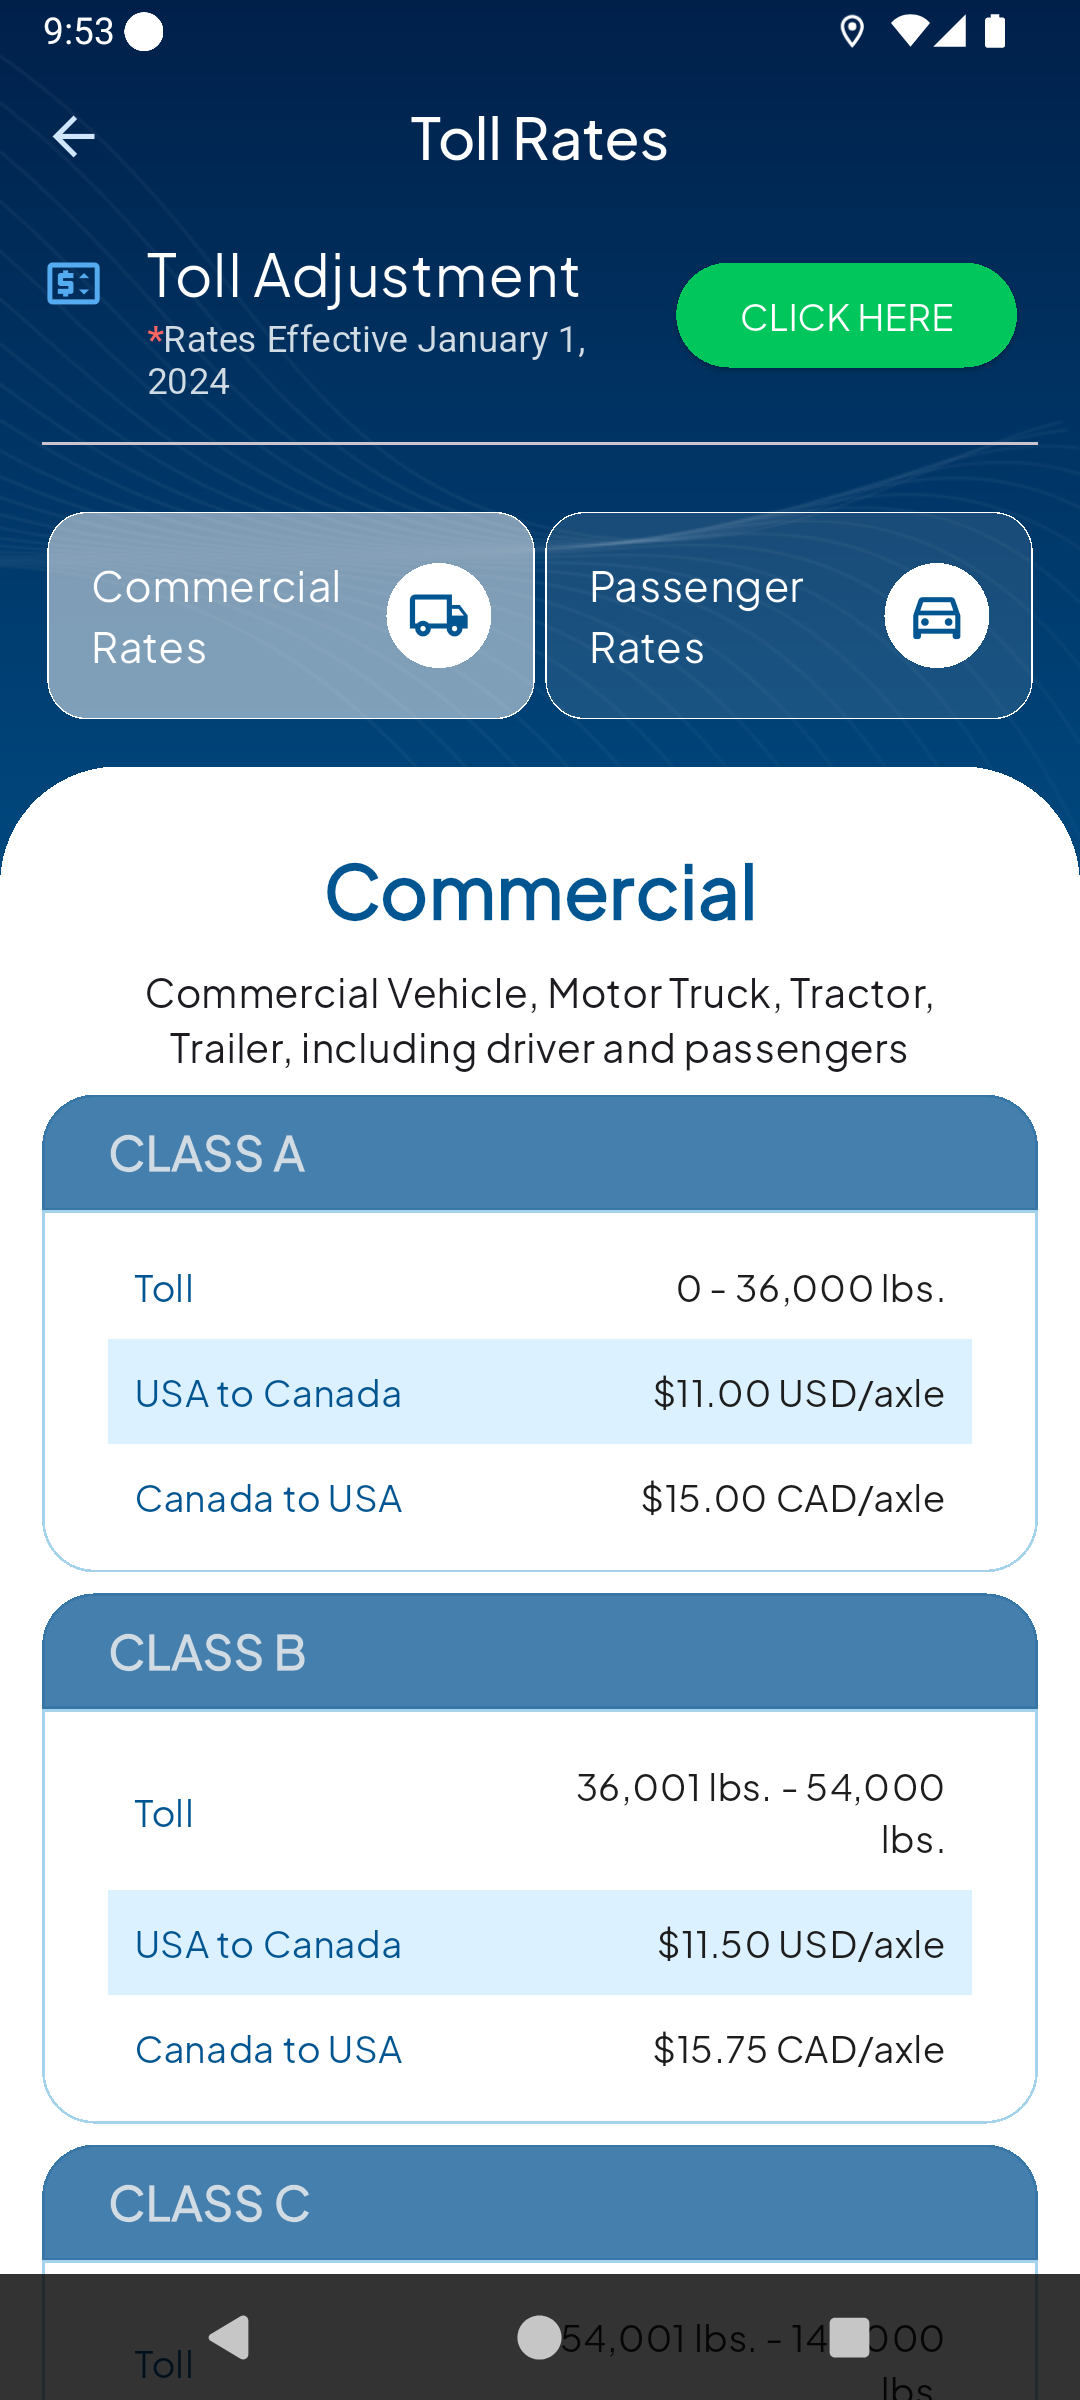 9:53
Toll Rates
Toll Adjustment
*Rates Effective January 1,
2024
CLICK HERE
Commercial
Rates
Passenger
Rates
Commercial
Commercial Vehicle, Motor Truck, Tractor,
Trailer, including driver and passengers
CLASS A
Toll
0 - 36,000 lbs.
USA to Canada
$11.00 USD/axle
Canada to USA
$15.00 CAD/axle
CLASS B
Toll
36,001 lbs. - 54,000
lbs.
USA to Canada
$11.50 USD/axle
Canada to USA
$15.75 CAD/axle
CLASS C
Toll
54,001 lbs. -
lbs.